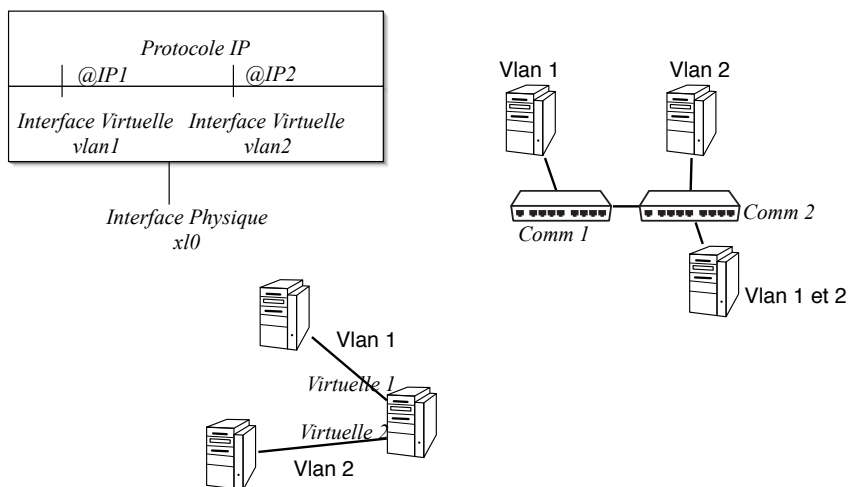 Protocole IP
@IP1
@IP2
Interface Virtuelle
vlan1
Interface Virtuelle
vlan2
Interface Physique
xl0
Vlan 1
Vlan 2
Comm 1
Comm 2
Vlan 1 et 2
Vlan 1
Virtuelle 1
Virtuelle 2
Vlan 2